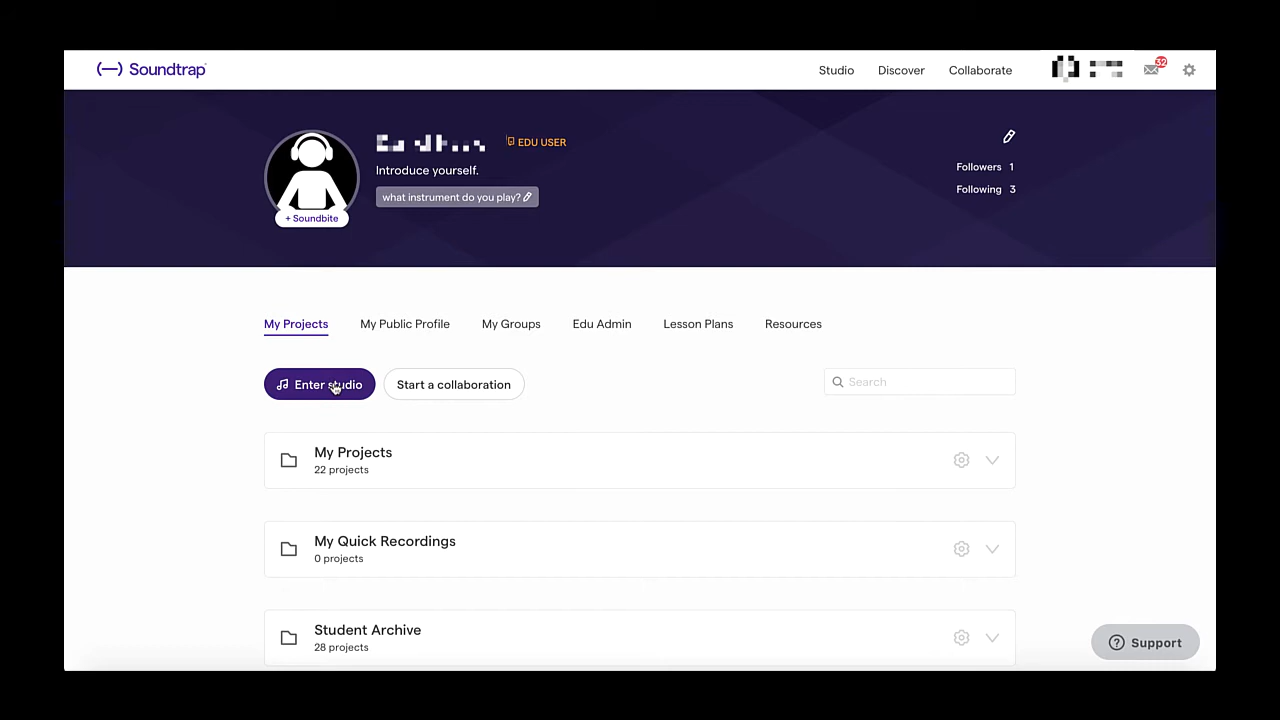 Soundtrap
Studio
Discover
Collaborate
32
EDU USER
Introduce yourself.
what instrument do you play?
+ Soundbite
Followers 1
Following 3
My Projects
My Public Profile
My Groups
Edu Admin
Lesson Plans
Resources
Enter studio
Start a collaboration
Search
My Projects
22 projects
My Quick Recordings
0 projects
Student Archive
28 projects
Support